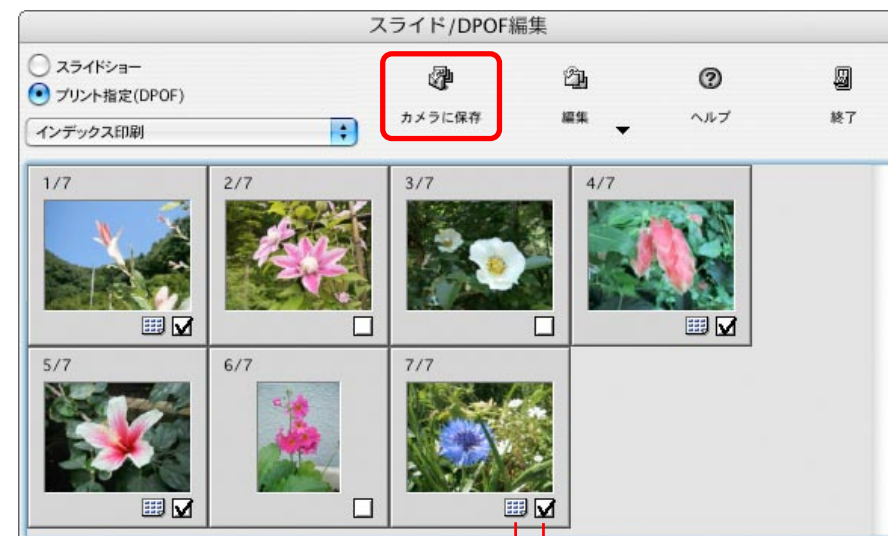 スライド/DPOF編集
スライドショー
プリント指定(DPOF)
インデックス印刷
カメラに保存
編集
ヘルプ
終了
1/7
2/7
3/7
4/7
5/7
6/7
7/7